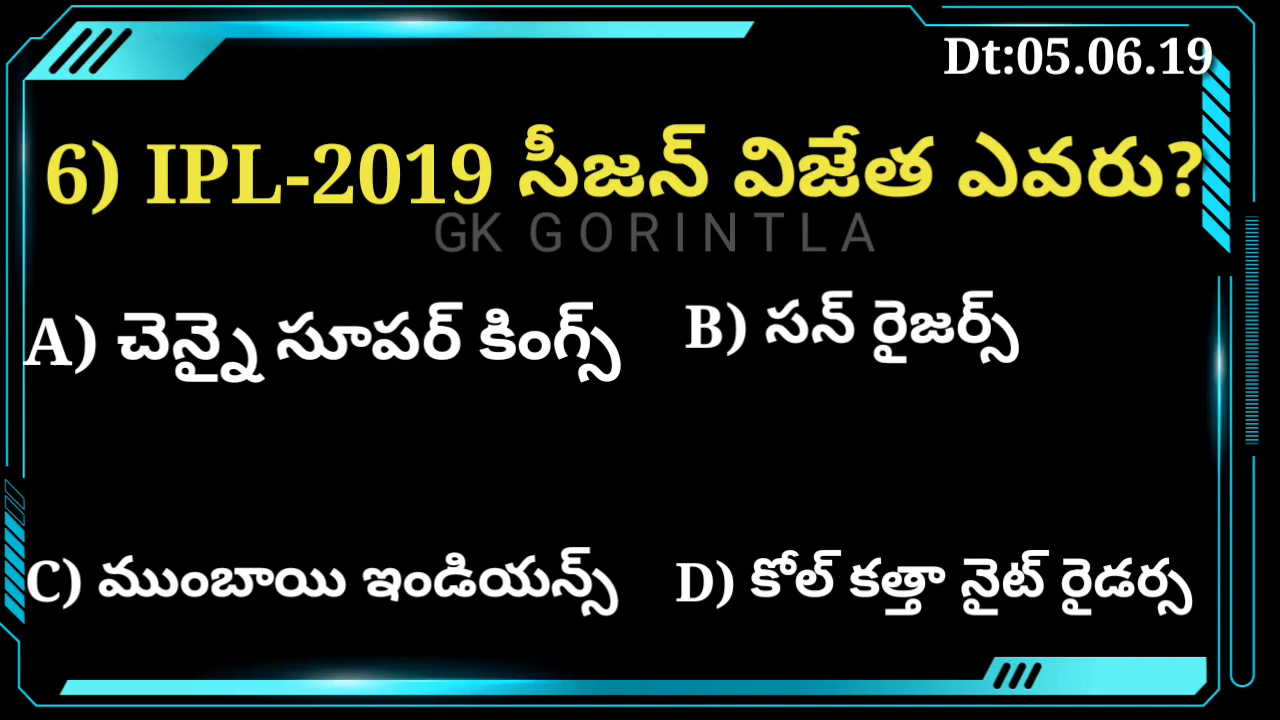 Dt:05.06.19
6) IPL-2019 సీజన్ విజేత ఎవరు?
GK GORINTLA
A) చెన్నై సూపర్ కింగ్స్
B) సన్ రైజర్స్
C) ముంబాయి ఇండియన్స్
D) కోల్ కత్తా నైట్ రైడర్స